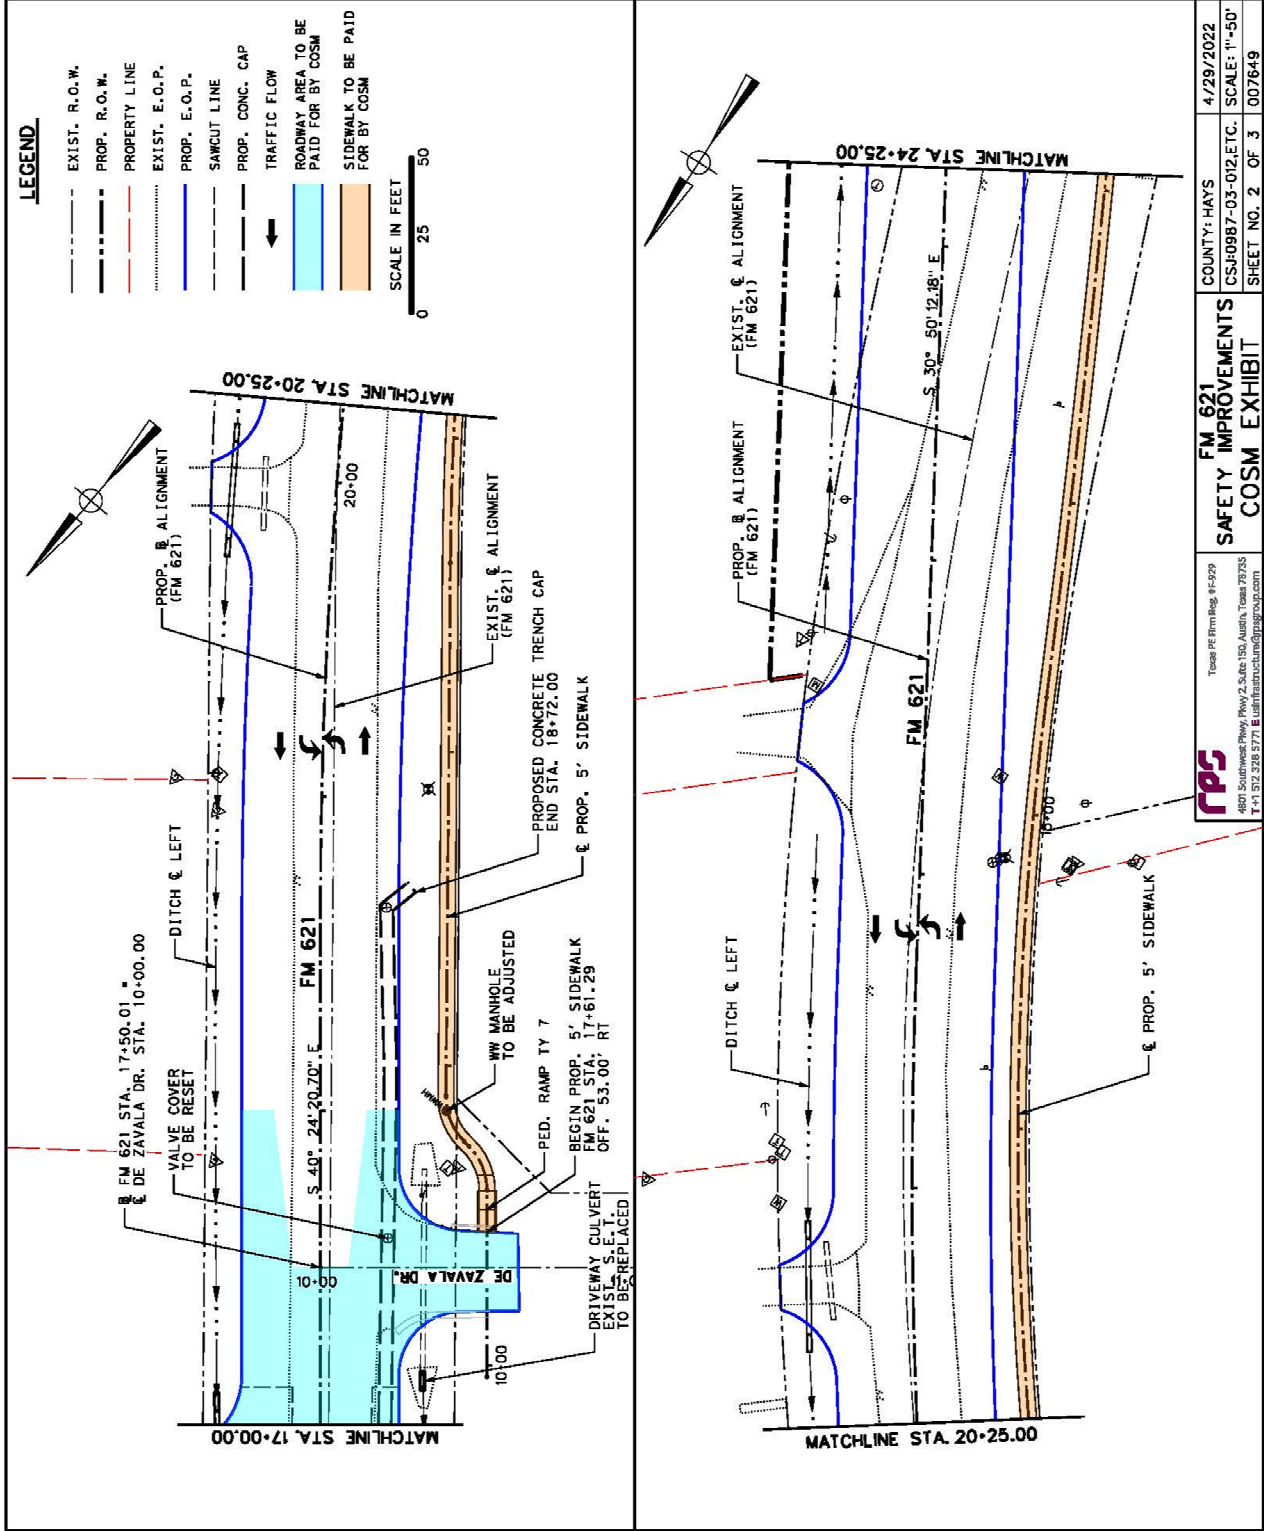 LEGEND
EXIST. R.O.W.
PROP. R.O.W.
PROPERTY LINE
EXIST. E.O.P.
PROP. E.O.P.
SAWCUT LINE
PROP. CONC. CAP
TRAFFIC FLOW
ROADWAY AREA TO BE
PAID FOR BY COSM
SIDEWALK TO BE PAID
FOR BY COSM
SCALE IN FEET
0 25 50
MATCHLINE STA. 17+00.00
MATCHLINE STA. 20+25.00
℄ FM 621 STA. 17+50.01 =
℄ DE ZAVALA DR. STA. 10+00.00
VALVE COVER
TO BE RESET
DITCH ℄ LEFT
PROP. ℄ ALIGNMENT
(FM 621)
S 40° 24' 20.70" E
FM 621
20+00
10+00
DE ZAVALA DR.
10+00
EXIST. ℄ ALIGNMENT
(FM 621)
PROPOSED CONCRETE TRENCH CAP
END STA. 18+72.00
℄ PROP. 5' SIDEWALK
WW MANHOLE
TO BE ADJUSTED
PED. RAMP TY 7
BEGIN PROP. 5' SIDEWALK
FM 621 STA. 17+61.29
OFF. 53.00' RT
DRIVEWAY CULVERT
EXIST. S.E.T.
TO BE REPLACED
MATCHLINE STA. 20+25.00
MATCHLINE STA. 24+25.00
DITCH ℄ LEFT
PROP. ℄ ALIGNMENT
(FM 621)
EXIST. ℄ ALIGNMENT
(FM 621)
FM 621
S 30° 50' 12.18" E
15+00
℄ PROP. 5' SIDEWALK
rps
Texas PE Firm Reg. #F-929
4801 Southwest Pkwy, Pkwy 2, Suite 150, Austin, Texas 78735
T +1 512 328 5771 E usinfrastructure@rpsgroup.com
FM 621
SAFETY IMPROVEMENTS
COSM EXHIBIT
COUNTY: HAYS
4/29/2022
CSJ:0987-03-012,ETC.
SCALE: 1"=50'
SHEET NO. 2 OF 3
007649